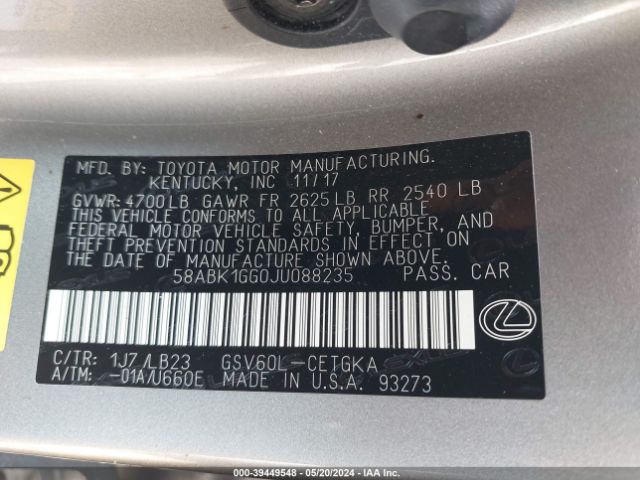 MFD. BY: TOYOTA MOTOR MANUFACTURING.
KENTUCKY, INC 11/17
GVWR: 4700 LB GAWR FR 2625 LB RR 2540 LB
THIS VEHICLE CONFORMS TO ALL APPLICABLE
FEDERAL MOTOR VEHICLE SAFETY, BUMPER, AND
THEFT PREVENTION STANDARDS IN EFFECT ON
THE DATE OF MANUFACTURE SHOWN ABOVE.
58ABK1GG0JU088235 PASS. CAR
C/TR: 1J7 /LB23 GSV60L-CETGKA
A/TM: -01A/U660E MADE IN U.S.A. 93273
00-39449548 - 05/20/2024 - IAA Inc.